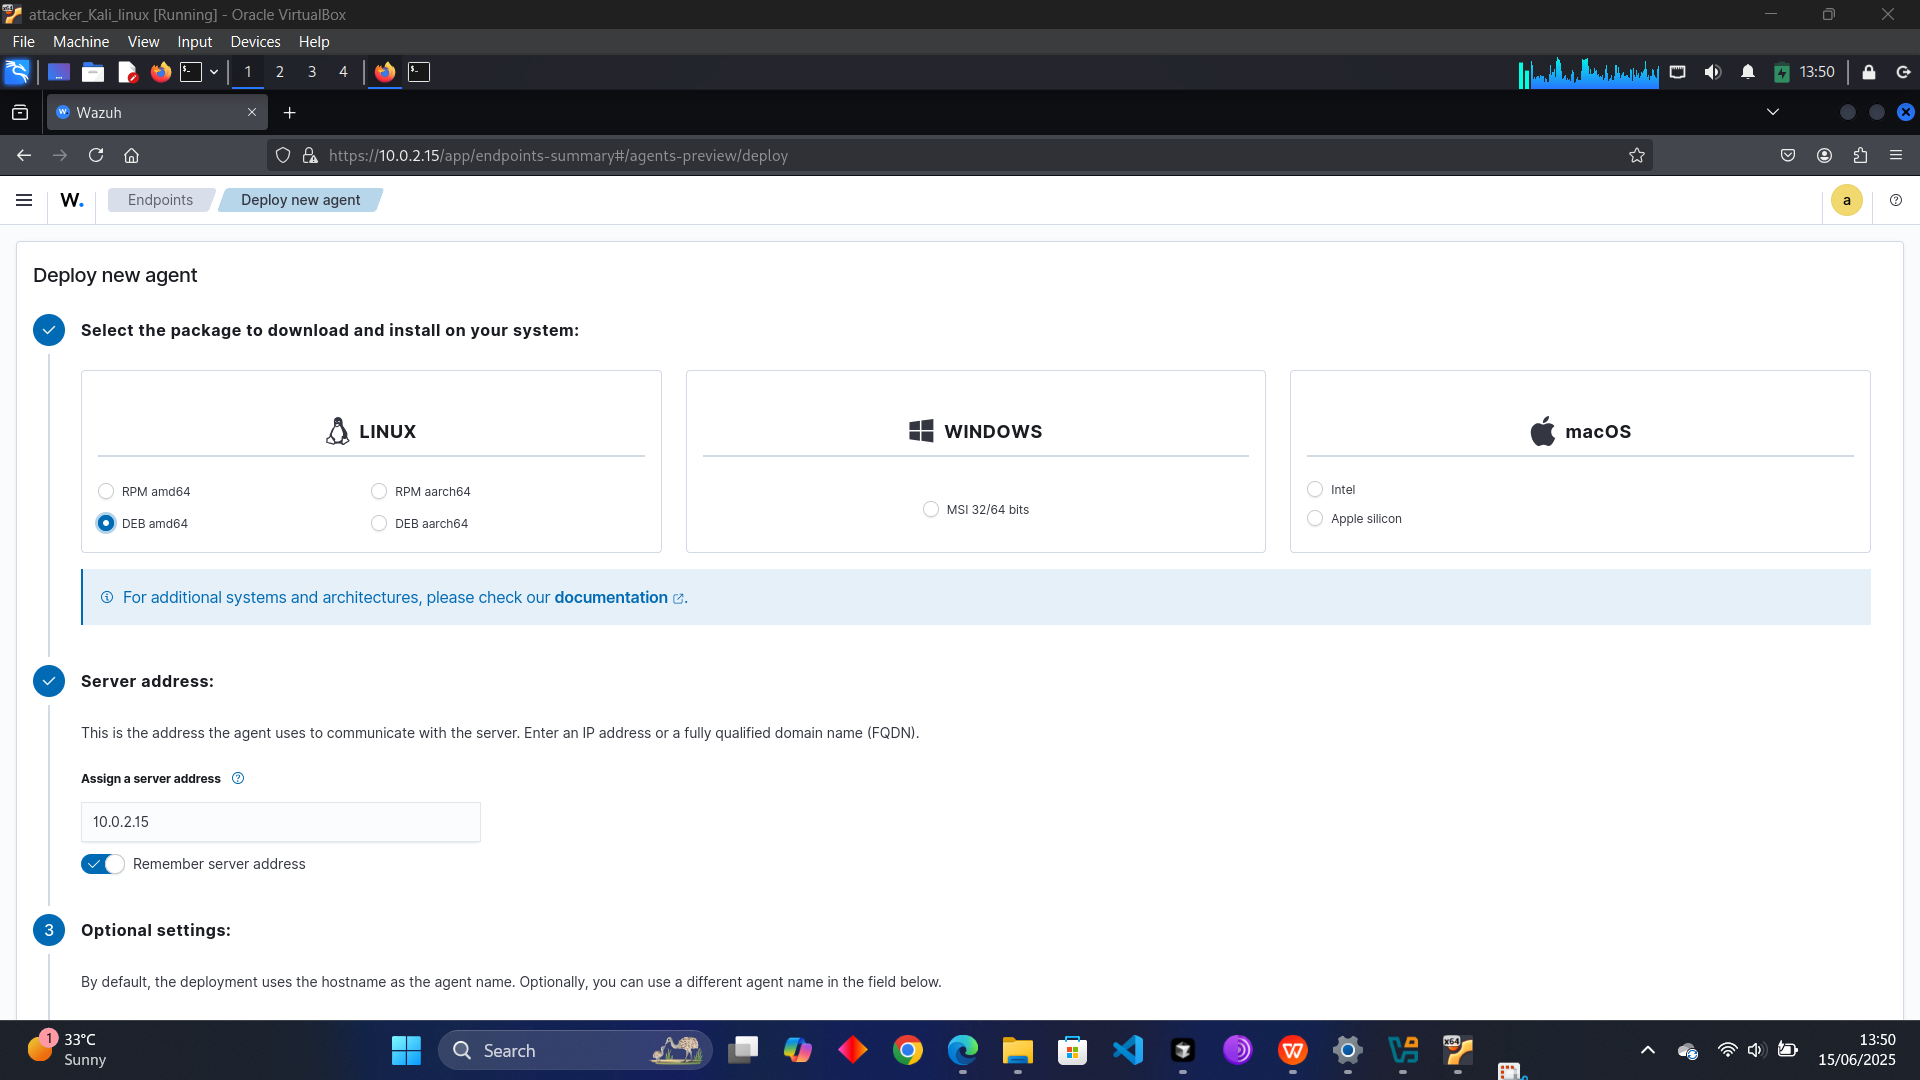 attacker_Kali_linux [Running] - Oracle VirtualBox
File Machine View Input Devices Help
1 2 3 4
13:50
Wazuh
https://10.0.2.15/app/endpoints-summary#/agents-preview/deploy
W.
Endpoints
Deploy new agent
a
Deploy new agent
Select the package to download and install on your system:
LINUX
RPM amd64
RPM aarch64
DEB amd64
DEB aarch64
WINDOWS
MSI 32/64 bits
macOS
Intel
Apple silicon
For additional systems and architectures, please check our documentation.
Server address:
This is the address the agent uses to communicate with the server. Enter an IP address or a fully qualified domain name (FQDN).
Assign a server address
10.0.2.15
Remember server address
3
Optional settings:
By default, the deployment uses the hostname as the agent name. Optionally, you can use a different agent name in the field below.
1
33°C
Sunny
Search
x64
13:50
15/06/2025